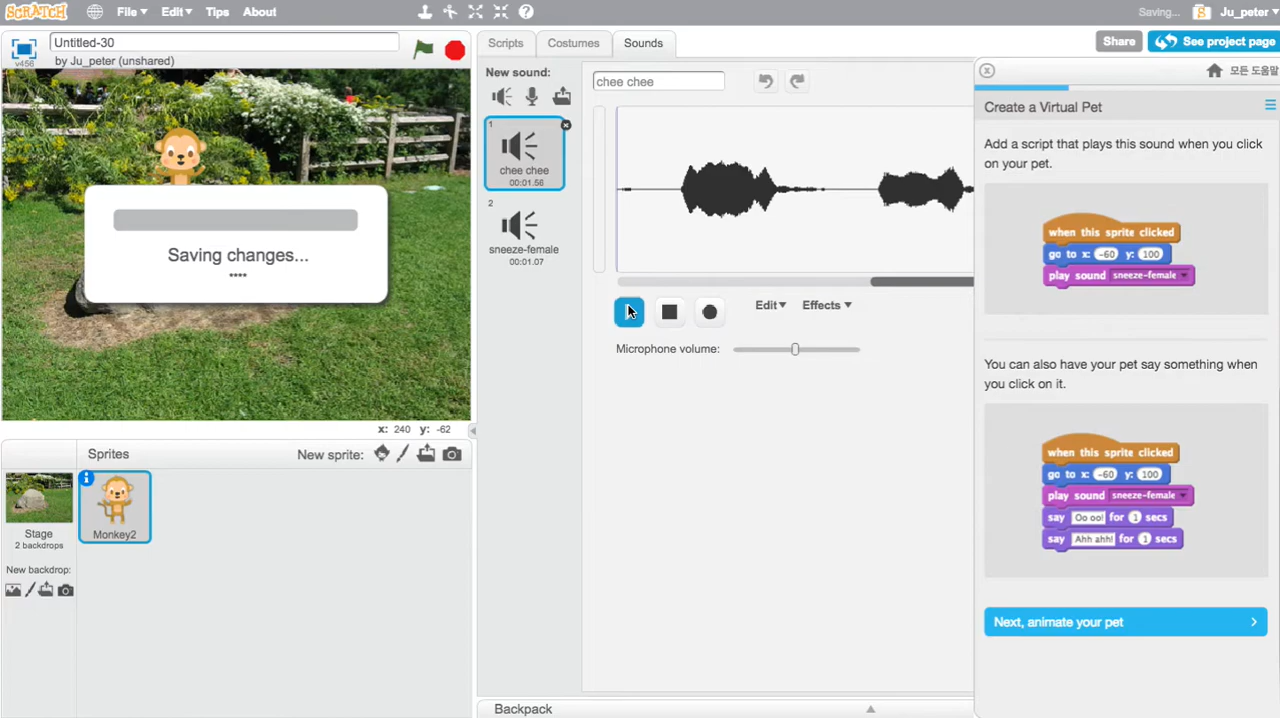 SCRATCH
File
Edit
Tips
About
Saving...
Ju_peter
v456
Untitled-30
by Ju_peter (unshared)
Scripts
Costumes
Sounds
Share
See project page
New sound:
1
chee chee
00:01.56
2
sneeze-female
00:01.07
chee chee
Edit
Effects
Microphone volume:
Saving changes...
****
x: 240 y: -62
Sprites
New sprite:
Stage
2 backdrops
New backdrop:
Monkey2
Backpack
모든 도움말
Create a Virtual Pet
Add a script that plays this sound when you click
on your pet.
when this sprite clicked
go to x: -60 y: 100
play sound sneeze-female
You can also have your pet say something when
you click on it.
when this sprite clicked
go to x: -60 y: 100
play sound sneeze-female
say Oo oo! for 1 secs
say Ahh ahh! for 1 secs
Next, animate your pet